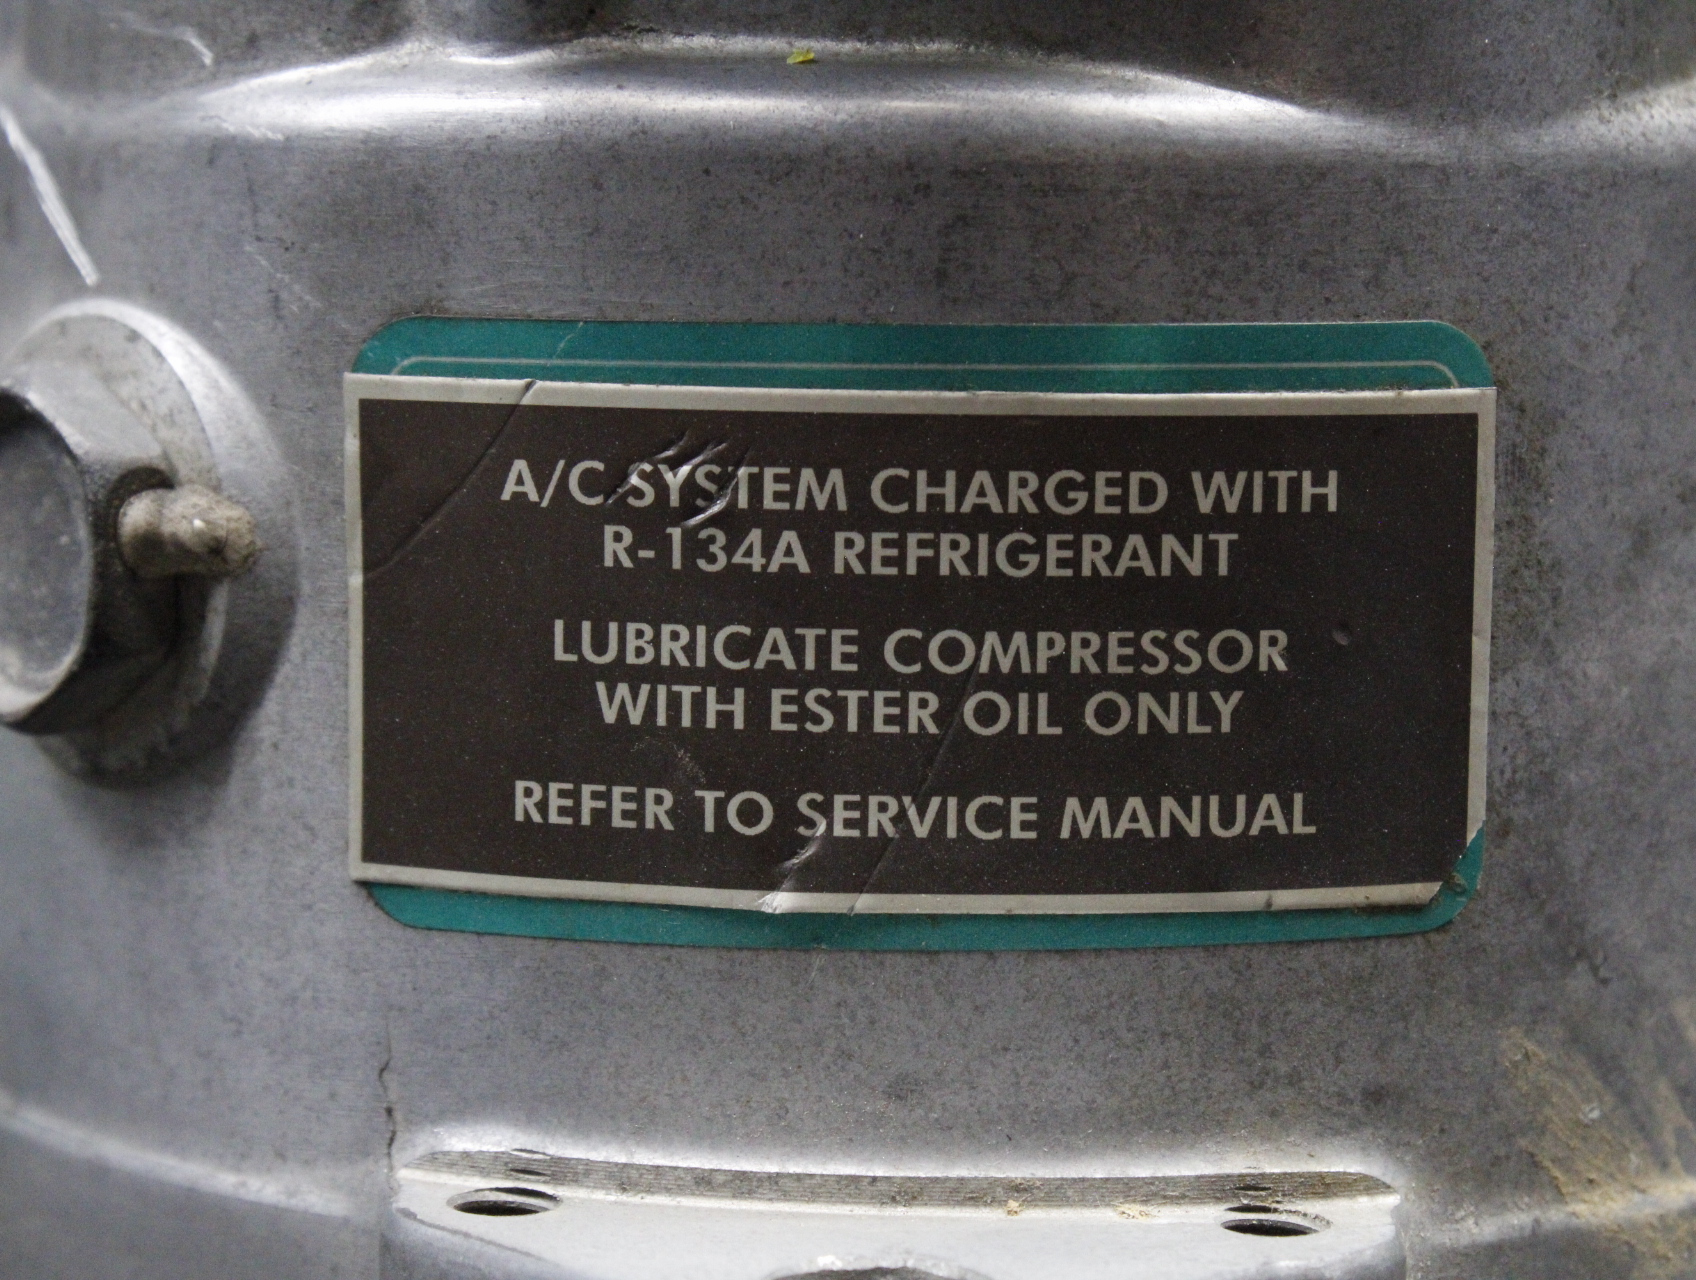 A/C SYSTEM CHARGED WITH
R-134A REFRIGERANT
LUBRICATE COMPRESSOR
WITH ESTER OIL ONLY
REFER TO SERVICE MANUAL